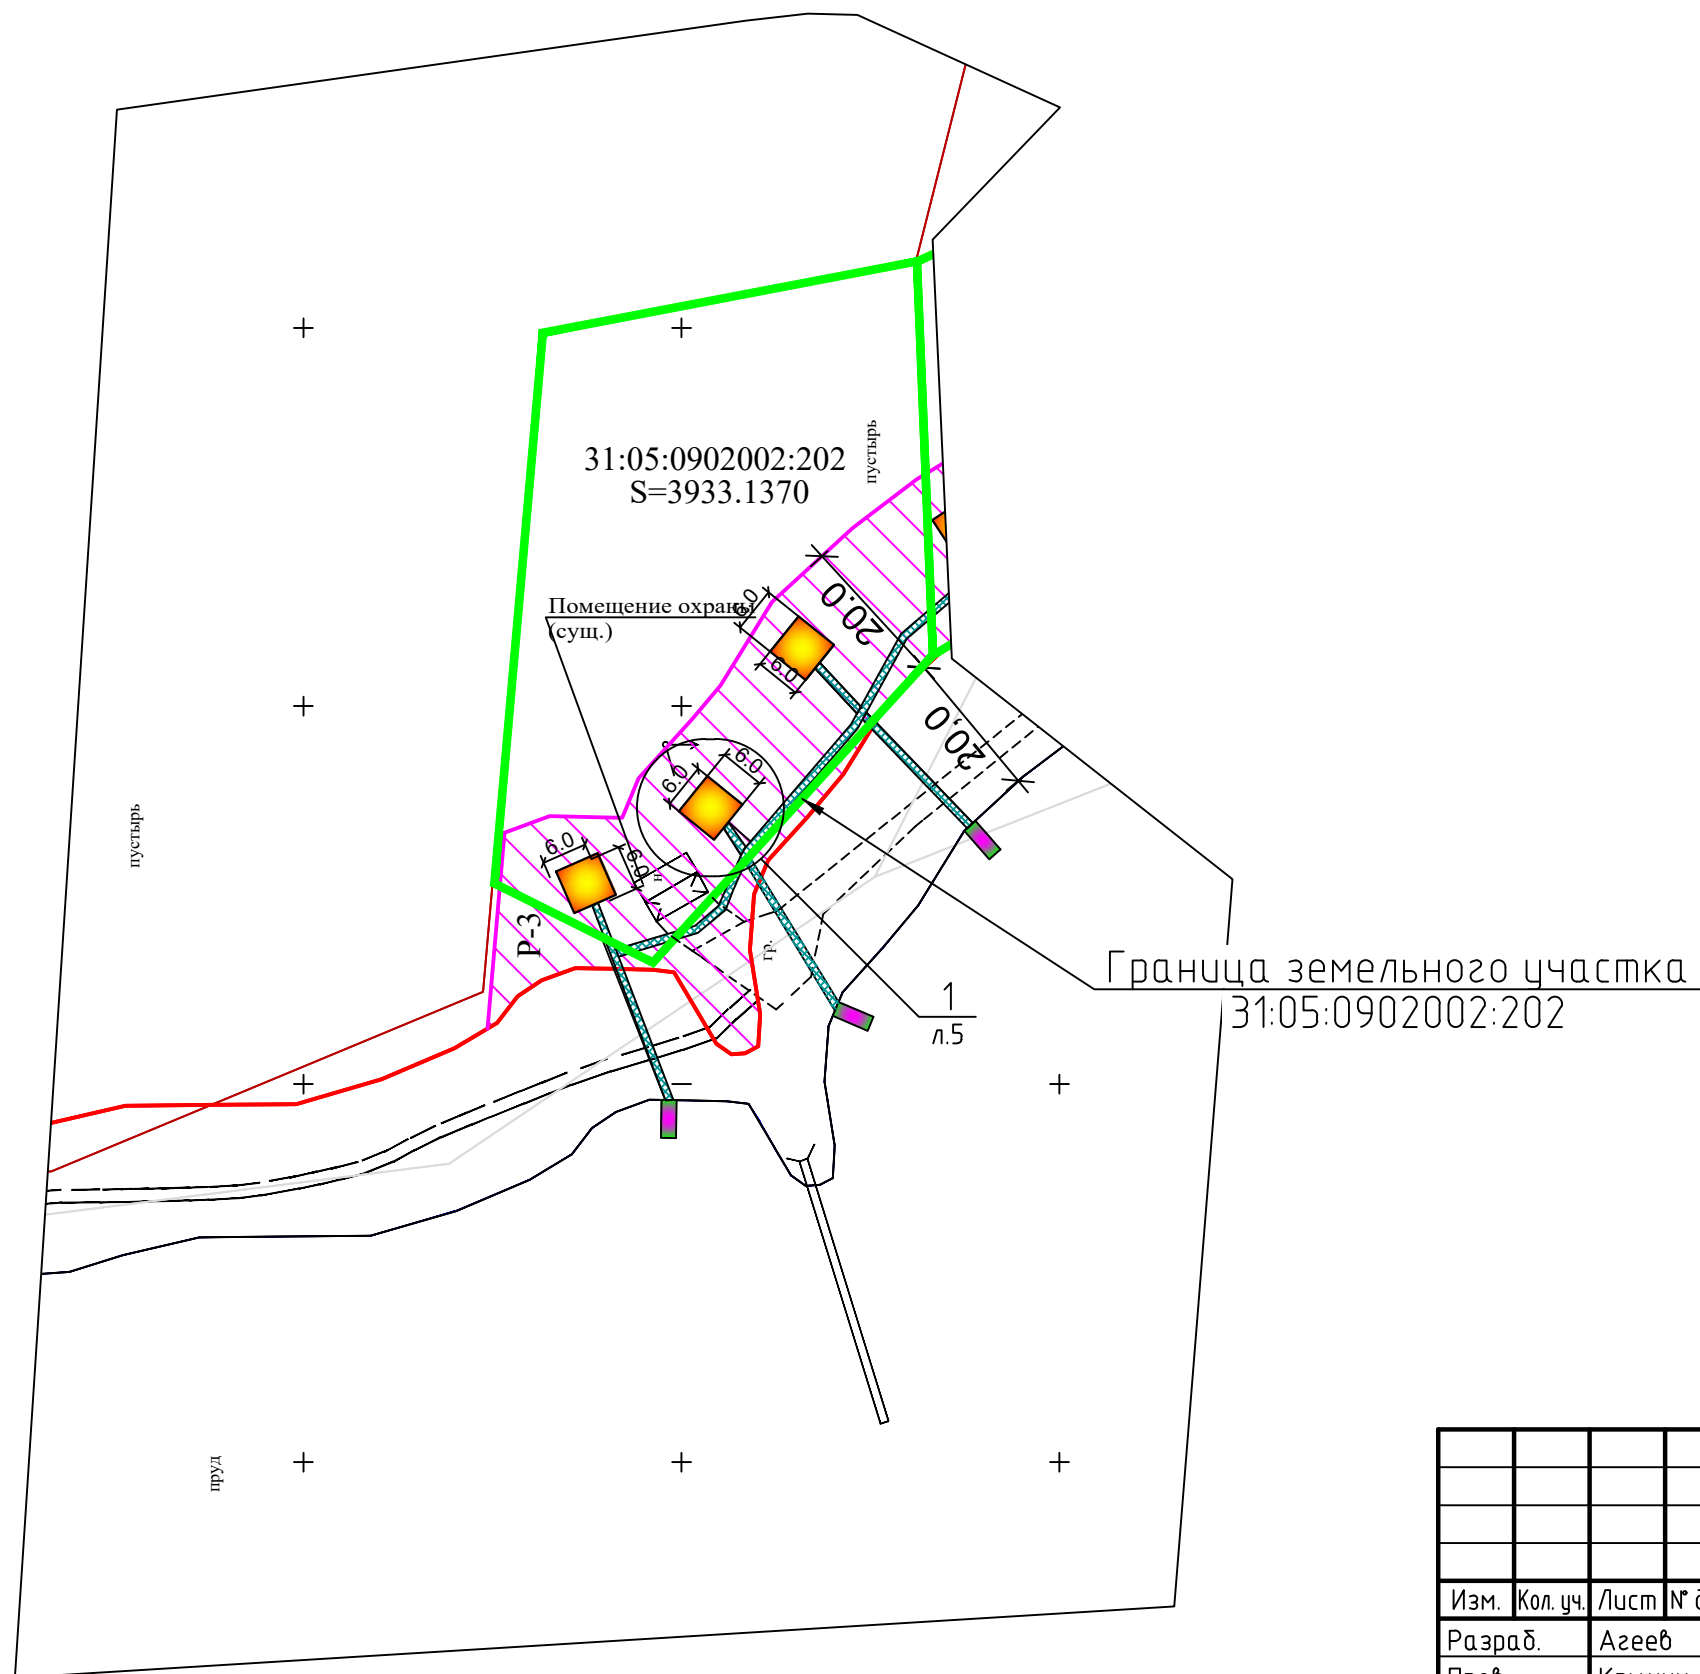 31:05:0902002:202
S=3933.1370
пустырь
Помещение охраны
(сущ.)
6.0
6.0
20.0
20,0
6.0
6.0
6.0
6.0
н
Р-3
гр.
пустырь
Граница земельного участка
31:05:0902002:202
1
л.5
пруд
Изм. Кол. уч. Лист №
Разраб. Агеев